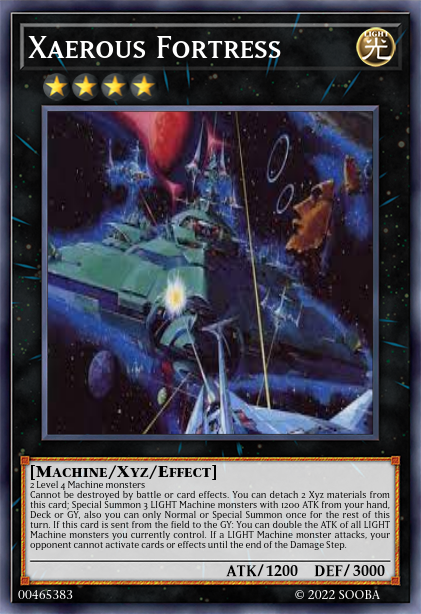 Xaerous Fortress
LIGHT
光
[Machine/Xyz/Effect]
2 Level 4 Machine monsters
Cannot be destroyed by battle or card effects. You can detach 2 Xyz materials from
this card; Special Summon 3 LIGHT Machine monsters with 1200 ATK from your hand,
Deck or GY, also you can only Normal or Special Summon once for the rest of this
turn. If this card is sent from the field to the GY: You can double the ATK of all LIGHT
Machine monsters you currently control. If a LIGHT Machine monster attacks, your
opponent cannot activate cards or effects until the end of the Damage Step.
ATK/1200 DEF/3000
00465383 © 2022 SOOBA